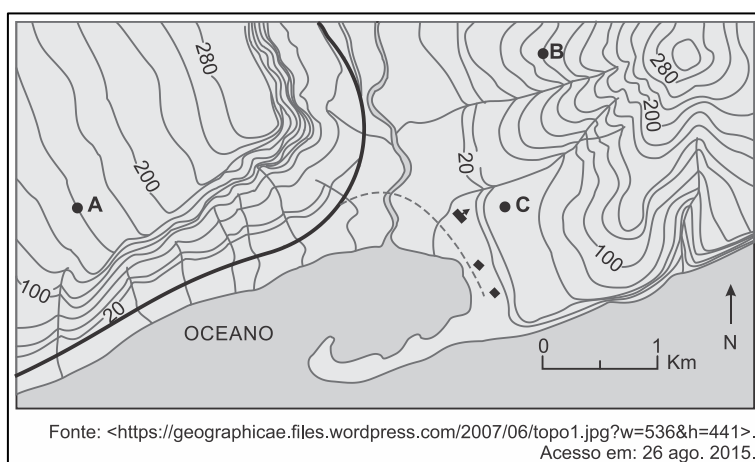 280
B
280
200
A
200
20
C
100
20
100
OCEANO
N
0 1
Km
Fonte: <https://geographicae.files.wordpress.com/2007/06/topo1.jpg?w=536&h=441>.
Acesso em: 26 ago. 2015.